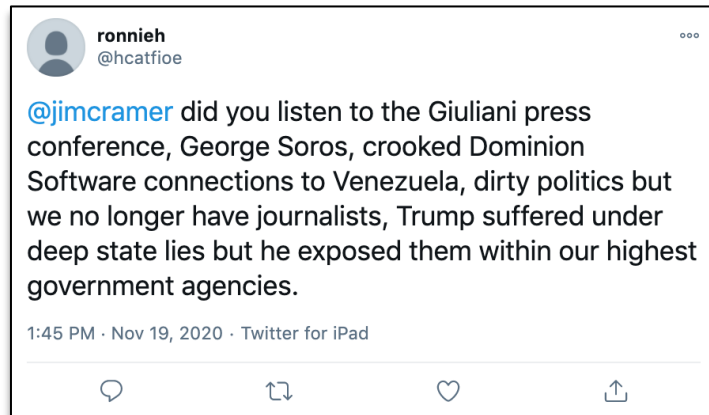 ronnieh
@hcatfioe
@jimcramer did you listen to the Giuliani press
conference, George Soros, crooked Dominion
Software connections to Venezuela, dirty politics but
we no longer have journalists, Trump suffered under
deep state lies but he exposed them within our highest
government agencies.
1:45 PM · Nov 19, 2020 · Twitter for iPad